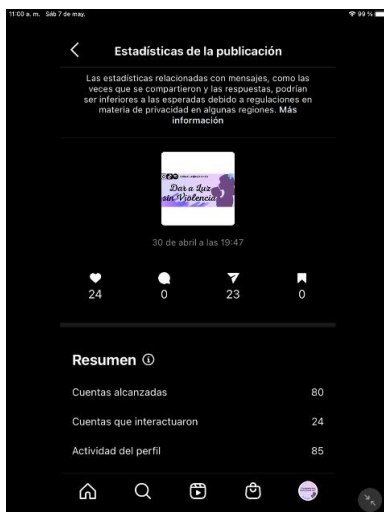 11:00 a. m. Sáb 7 de may.
99 %
Estadísticas de la publicación
Las estadísticas relacionadas con mensajes, como las
veces que se compartieron y las respuestas, podrían
ser inferiores a las esperadas debido a regulaciones en
materia de privacidad en algunas regiones. Más
información
Dar a Luz
sin Violencia
30 de abril a las 19:47
24 0 23 0
Resumen
Cuentas alcanzadas 80
Cuentas que interactuaron 24
Actividad del perfil 85